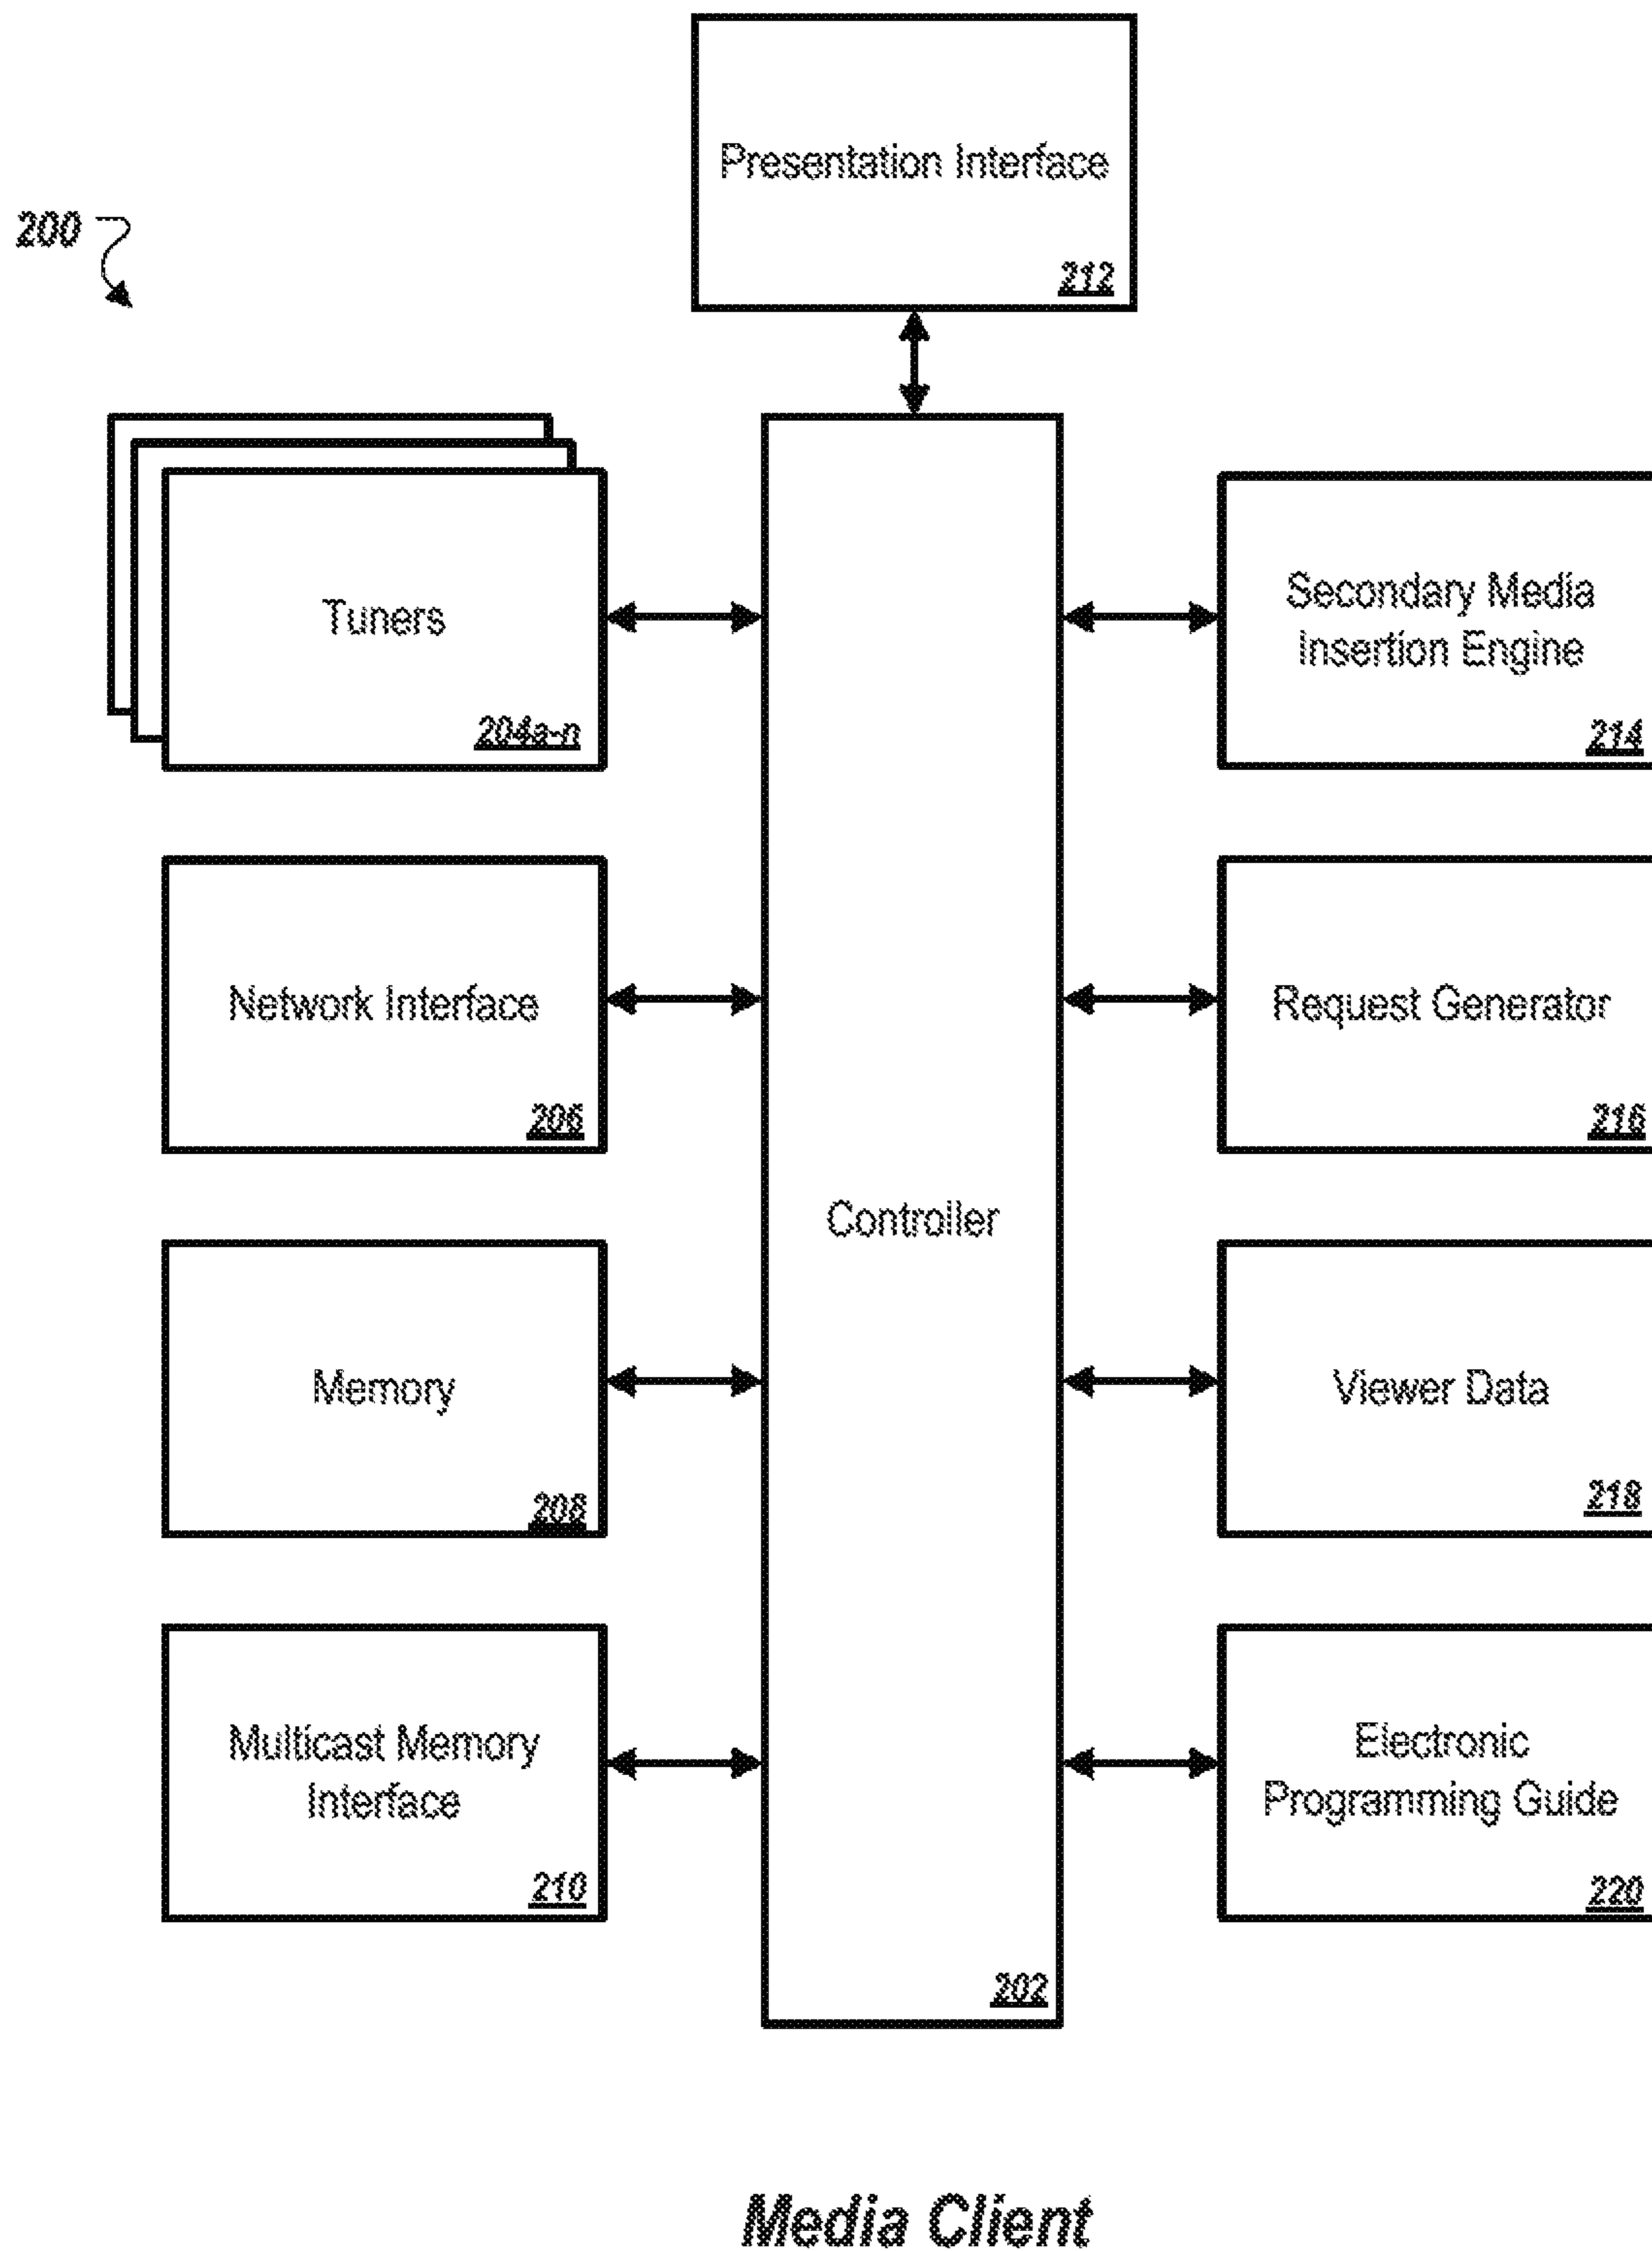 Presentation Interface
212
200
Tuners
204a-n
Secondary Media
Insertion Engine
214
Network Interface
206
Request Generator
216
Controller
202
Memory
208
Viewer Data
218
Multicast Memory
Interface
210
Electronic
Programming Guide
220
Media Client